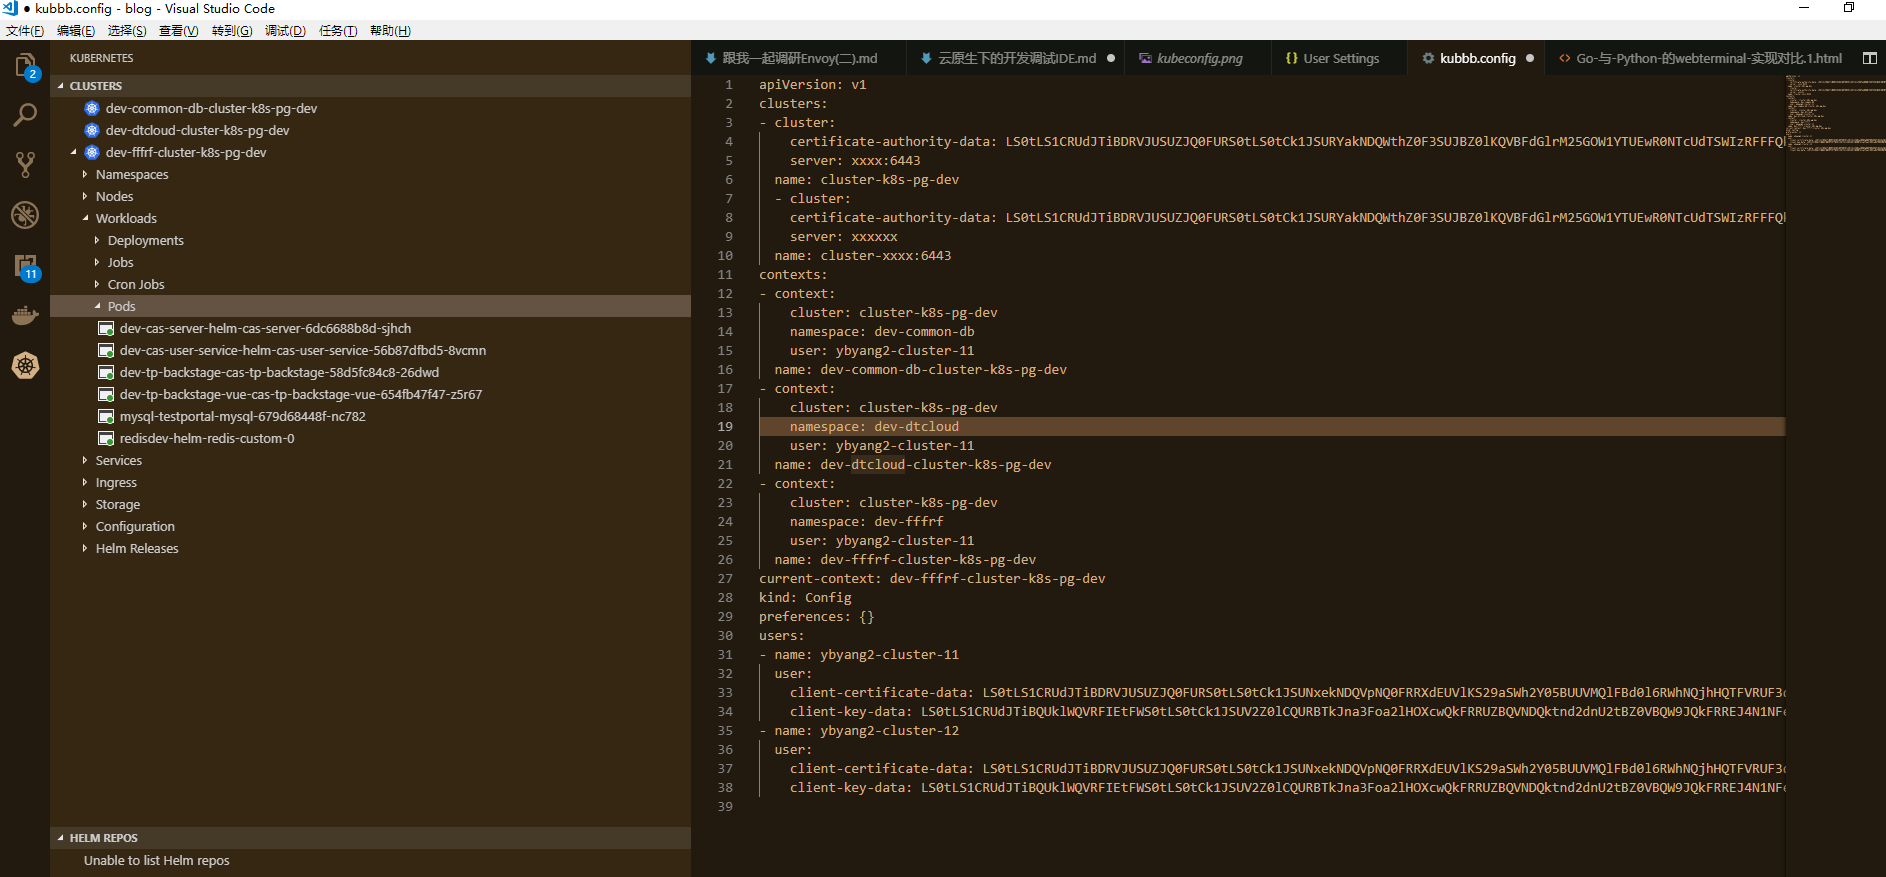 kubbb.config - blog - Visual Studio Code
文件(F) 编辑(E) 选择(S) 查看(V) 转到(G) 调试(D) 任务(T) 帮助(H)
2
11
KUBERNETES
CLUSTERS
dev-common-db-cluster-k8s-pg-dev
dev-dtcloud-cluster-k8s-pg-dev
dev-fffrf-cluster-k8s-pg-dev
Namespaces
Nodes
Workloads
Deployments
Jobs
Cron Jobs
Pods
dev-cas-server-helm-cas-server-6dc6688b8d-sjhch
dev-cas-user-service-helm-cas-user-service-56b87dfbd5-8vcmn
dev-tp-backstage-cas-tp-backstage-58d5fc84c8-26dwd
dev-tp-backstage-vue-cas-tp-backstage-vue-654fb47f47-z5r67
mysql-testportal-mysql-679d68448f-nc782
redisdev-helm-redis-custom-0
Services
Ingress
Storage
Configuration
Helm Releases
HELM REPOS
Unable to list Helm repos
跟我一起调研Envoy(二).md 云原生下的开发调试IDE.md kubeconfig.png {} User Settings kubbb.config <> Go-与-Python-的webterminal-实现对比.1.html
1 apiVersion: v1
2 clusters:
3 - cluster:
4 certificate-authority-data:
5 server: xxxx:6443
6 name: cluster-k8s-pg-dev
7 - cluster:
8 certificate-authority-data:
9 server: xxxxxx
10 name: cluster-xxxx:6443
11 contexts:
12 - context:
13 cluster: cluster-k8s-pg-dev
14 namespace: dev-common-db
15 user: ybyang2-cluster-11
16 name: dev-common-db-cluster-k8s-pg-dev
17 - context:
18 cluster: cluster-k8s-pg-dev
19 namespace: dev-dtcloud
20 user: ybyang2-cluster-11
21 name: dev-dtcloud-cluster-k8s-pg-dev
22 - context:
23 cluster: cluster-k8s-pg-dev
24 namespace: dev-fffrf
25 user: ybyang2-cluster-11
26 name: dev-fffrf-cluster-k8s-pg-dev
27 current-context: dev-fffrf-cluster-k8s-pg-dev
28 kind: Config
29 preferences: {}
30 users:
31 - name: ybyang2-cluster-11
32 user:
33 client-certificate-data:
34 client-key-data:
35 - name: ybyang2-cluster-12
36 user:
37 client-certificate-data:
38 client-key-data:
39